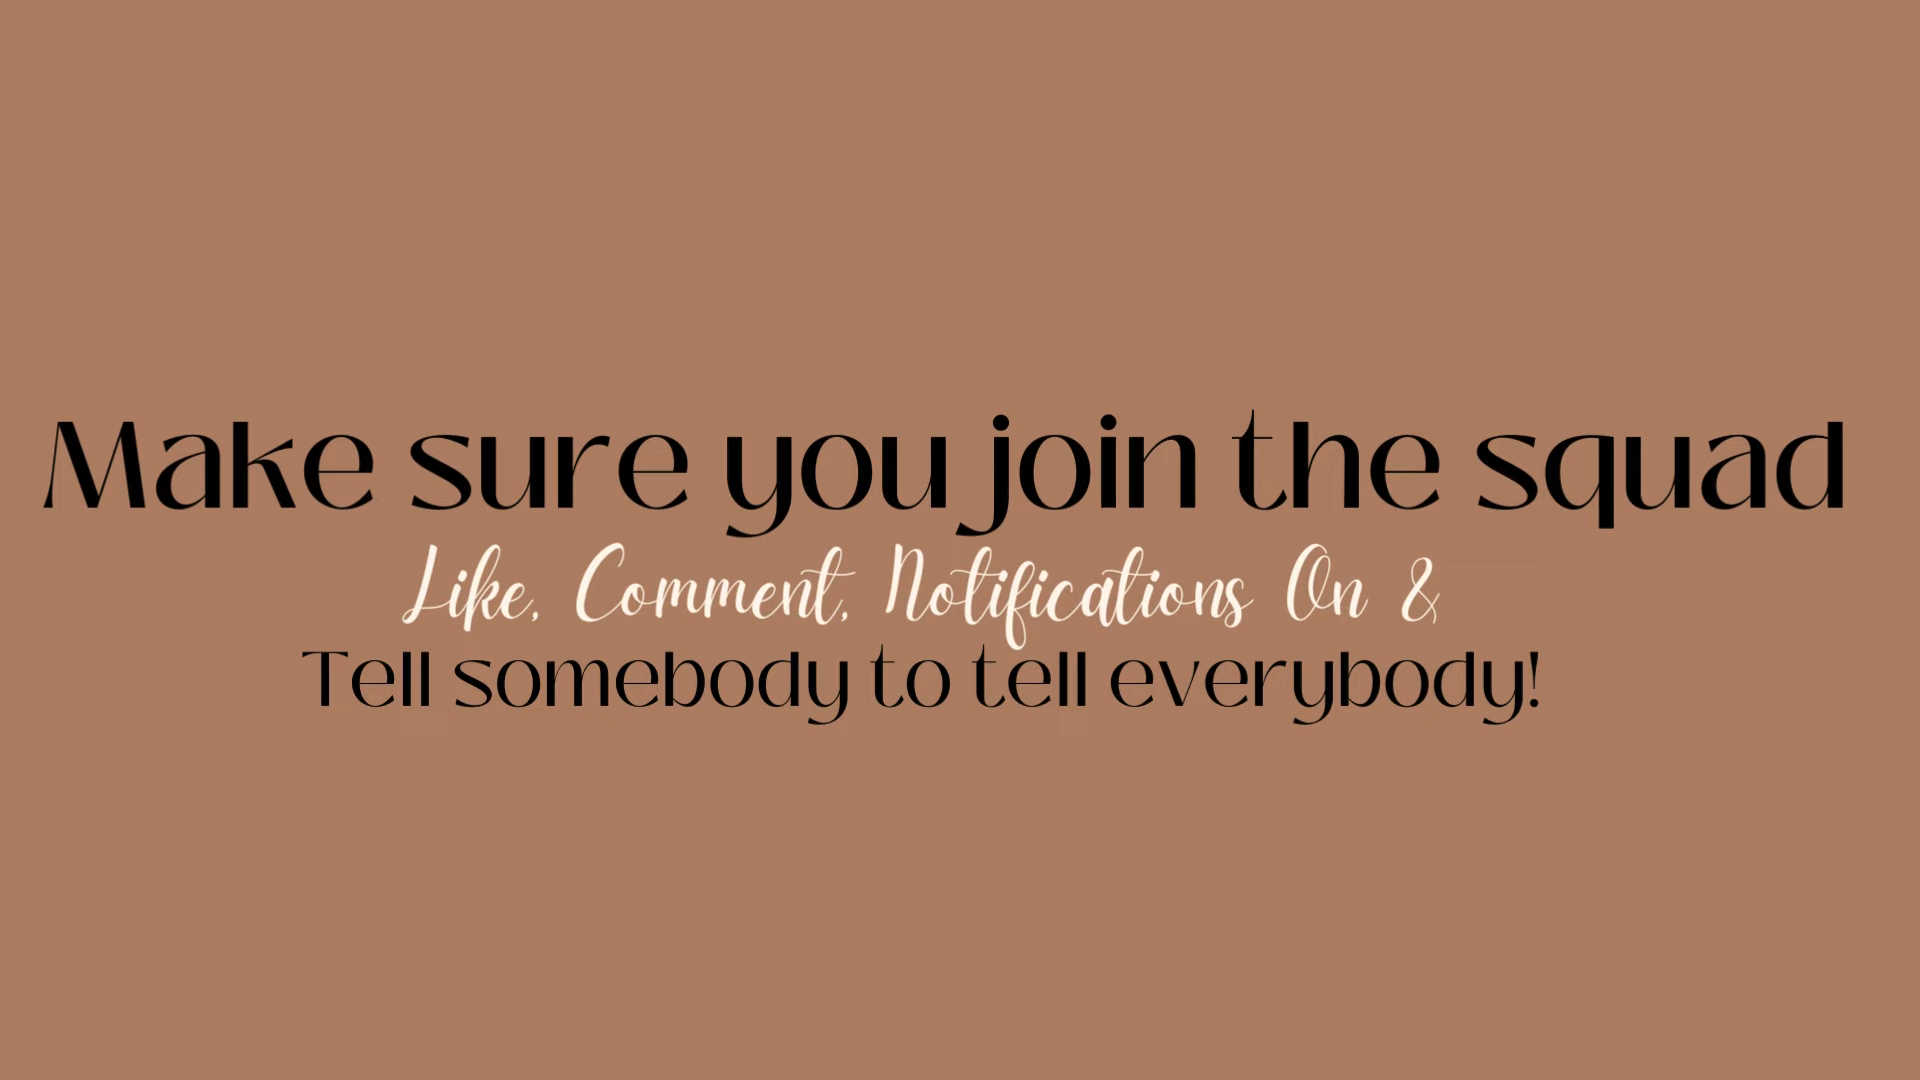 Make sure you join the squad
Like, Comment, Notifications On &
Tell somebody to tell everybody!